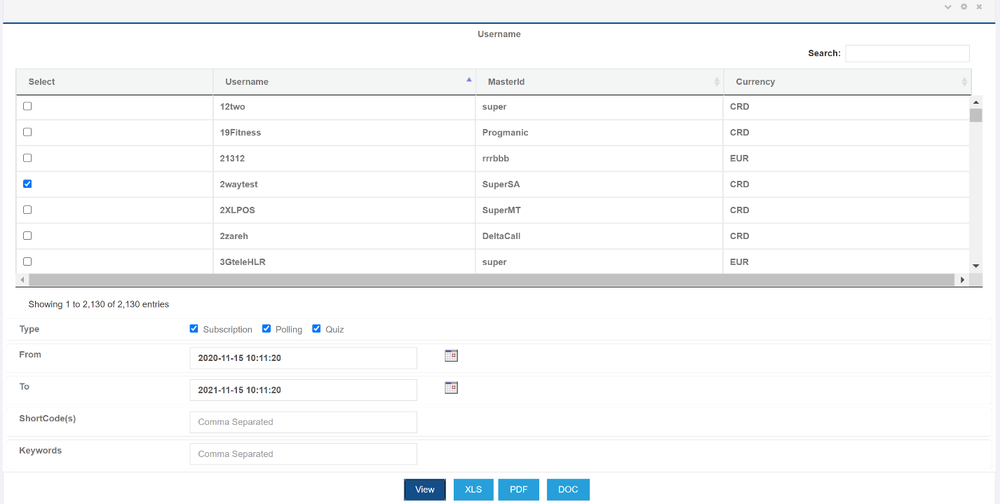 Username
Search:
Select Username MasterId Currency
12two super CRD
19Fitness Progmanic CRD
21312 rrrbbb EUR
2waytest SuperSA CRD
2XLPOS SuperMT CRD
2zareh DeltaCall CRD
3GteleHLR super EUR
Showing 1 to 2,130 of 2,130 entries
Type Subscription Polling Quiz
From 2020-11-15 10:11:20
To 2021-11-15 10:11:20
ShortCode(s) Comma Separated
Keywords Comma Separated
View XLS PDF DOC